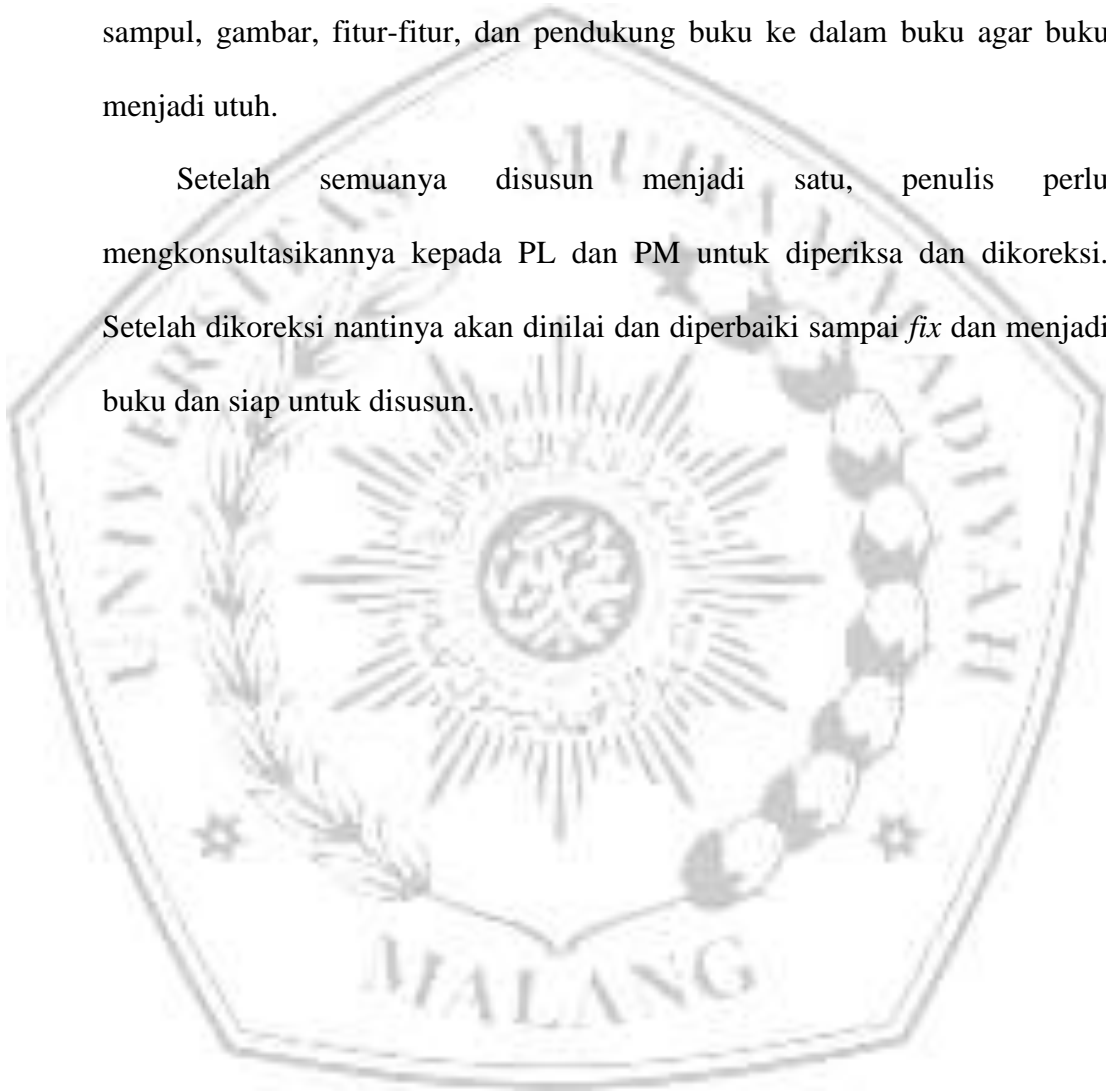 sampul, gambar, fitur-fitur, dan pendukung buku ke dalam buku agar buku
menjadi utuh.
Setelah semuanya disusun menjadi satu, penulis perlu
mengkonsultasikannya kepada PL dan PM untuk diperiksa dan dikoreksi.
Setelah dikoreksi nantinya akan dinilai dan diperbaiki sampai fix dan menjadi
buku dan siap untuk disusun.
UNIVERSITAS MUHAMMADIYAH
MALANG